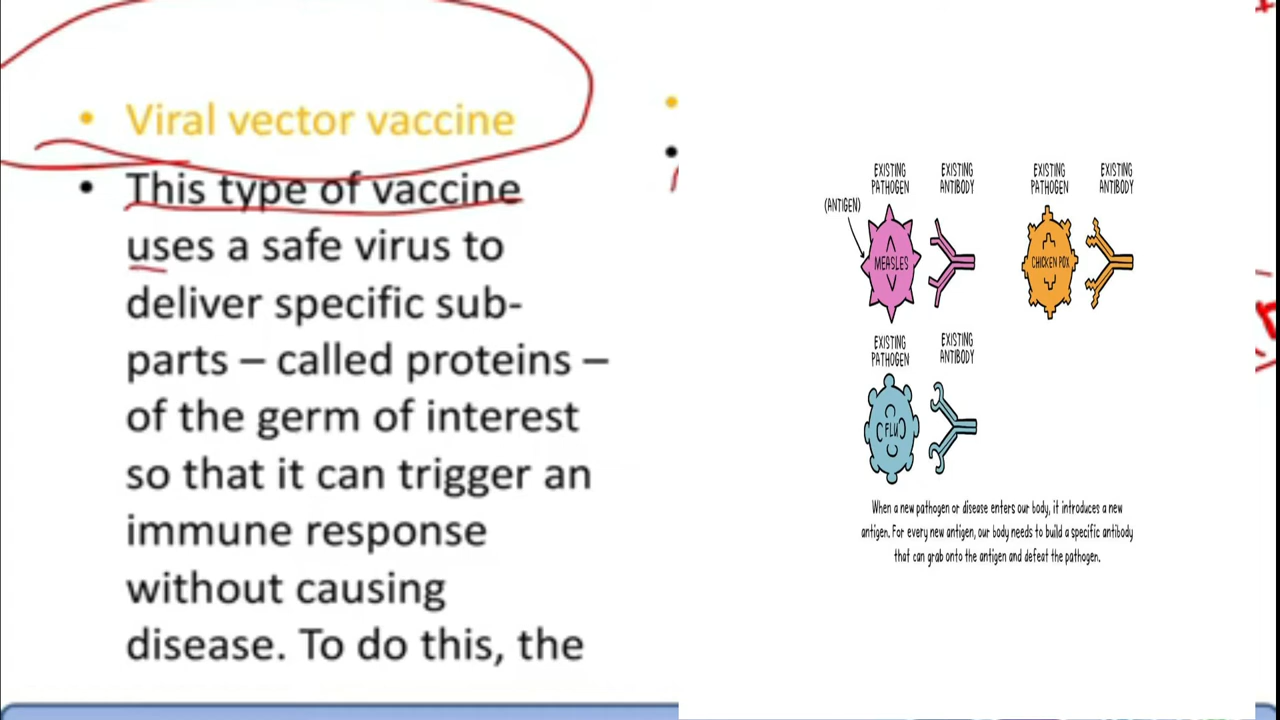 • Viral vector vaccine
• This type of vaccine
uses a safe virus to
deliver specific sub-
parts – called proteins –
of the germ of interest
so that it can trigger an
immune response
without causing
disease. To do this, the
EXISTING
PATHOGEN
EXISTING
ANTIBODY
(ANTIGEN)
MEASLES
EXISTING
PATHOGEN
EXISTING
ANTIBODY
CHICKEN POX
EXISTING
PATHOGEN
EXISTING
ANTIBODY
FLU
When a new pathogen or disease enters our body, it introduces a new
antigen. For every new antigen, our body needs to build a specific antibody
that can grab onto the antigen and defeat the pathogen.